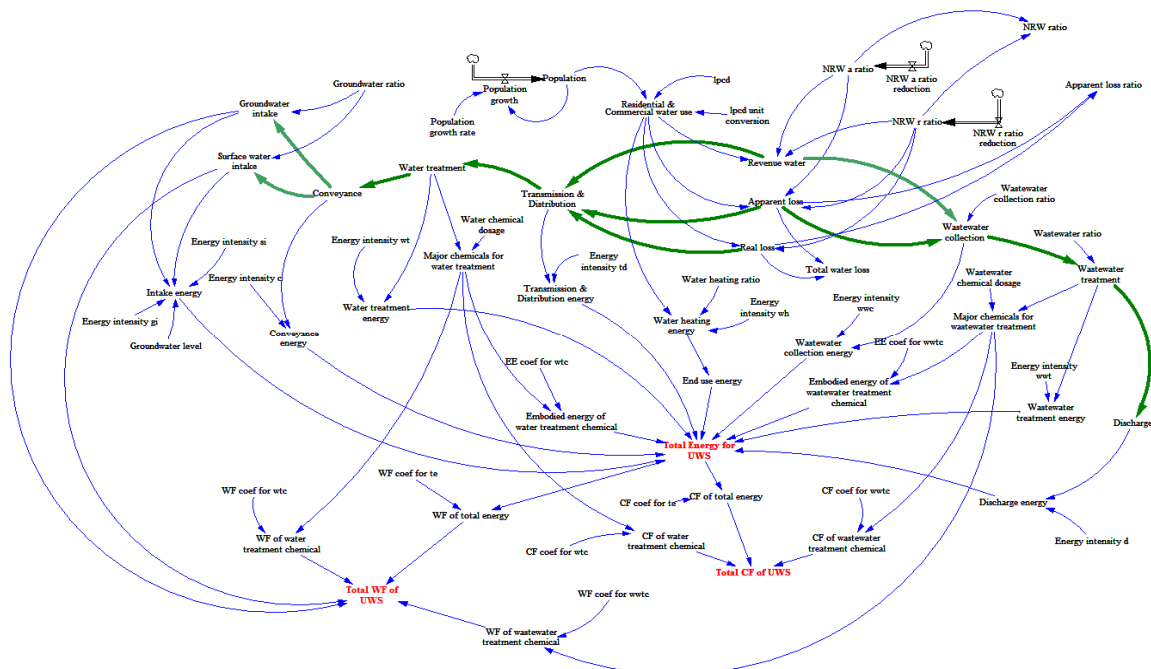 NRW ratio
NRW a ratio
NRW a ratio
reduction
Population
lpcd
Groundwater ratio
Population
growth
Apparent loss ratio
Groundwater
intake
Residential &
Commercial water use
lpcd unit
conversion
NRW r ratio
NRW r ratio
reduction
Population
growth rate
Surface water
intake
Water treatment
Revenue water
Conveyance
Transmission &
Distribution
Apparent loss
Wastewater
collection ratio
Water chemical
dosage
Wastewater
collection
Wastewater ratio
Energy intensity si
Energy
intensity wt
Major chemicals for
water treatment
Energy
intensity td
Real loss
Total water loss
Wastewater
treatment
Energy intensity c
Wastewater
chemical dosage
Intake energy
Transmission &
Distribution energy
Water heating ratio
Energy intensity gi
Water treatment
energy
Energy
intensity wh
Energy intensity
wwc
Major chemicals for
wastewater treatment
Groundwater level
Conveyance
energy
Water heating
energy
Wastewater
collection energy
EE coef for wwtc
EE coef for wtc
End use energy
Embodied energy of
wastewater treatment
chemical
Energy intensity
wwt
Embodied energy of
water treatment chemical
Wastewater
treatment energy
Discharge
Total Energy for
UWS
WF coef for te
WF coef for wtc
CF coef for te
CF of total energy
CF coef for wwtc
Discharge energy
WF of total energy
WF of water
treatment chemical
CF of water
treatment chemical
CF of wastewater
treatment chemical
Energy intensity d
CF coef for wtc
Total CF of UWS
Total WF of
UWS
WF coef for wwtc
WF of wastewater
treatment chemical